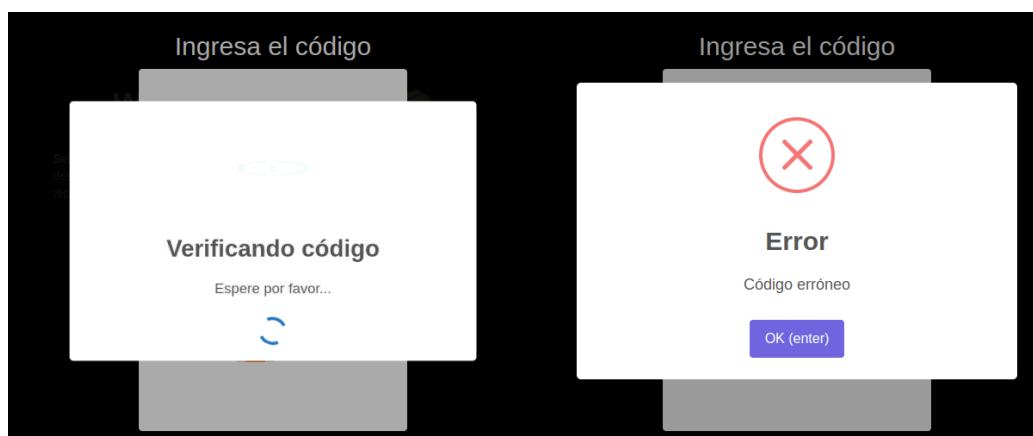 Ingresa el código
Verificando código
Espere por favor...
Ingresa el código
Error
Código erróneo
OK (enter)